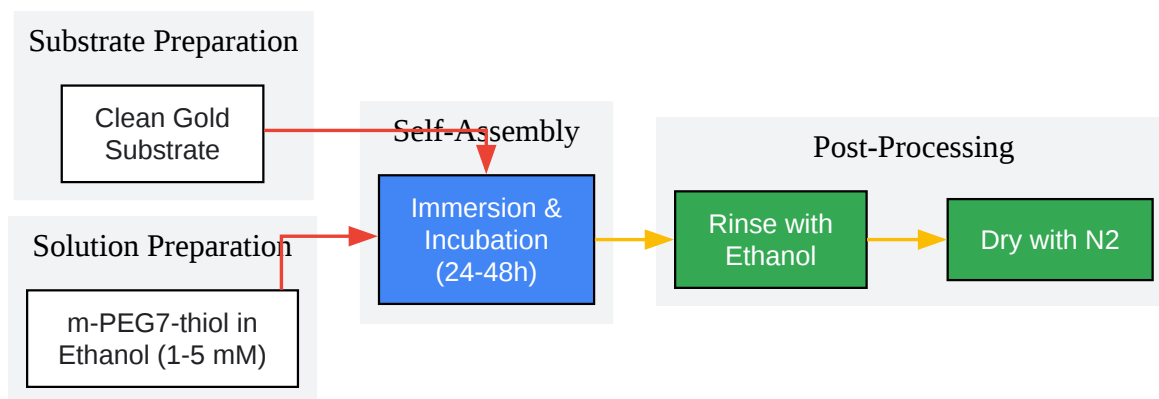 Substrate Preparation
Clean Gold
Substrate
Solution Preparation
m-PEG7-thiol in
Ethanol (1-5 mM)
Self-Assembly
Immersion &
Incubation
(24-48h)
Post-Processing
Rinse with
Ethanol
Dry with N2